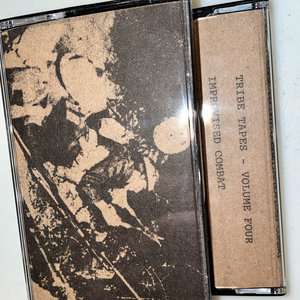 TRIBE TAPES - VOLUME FOUR
IMPROVISED COMBAT